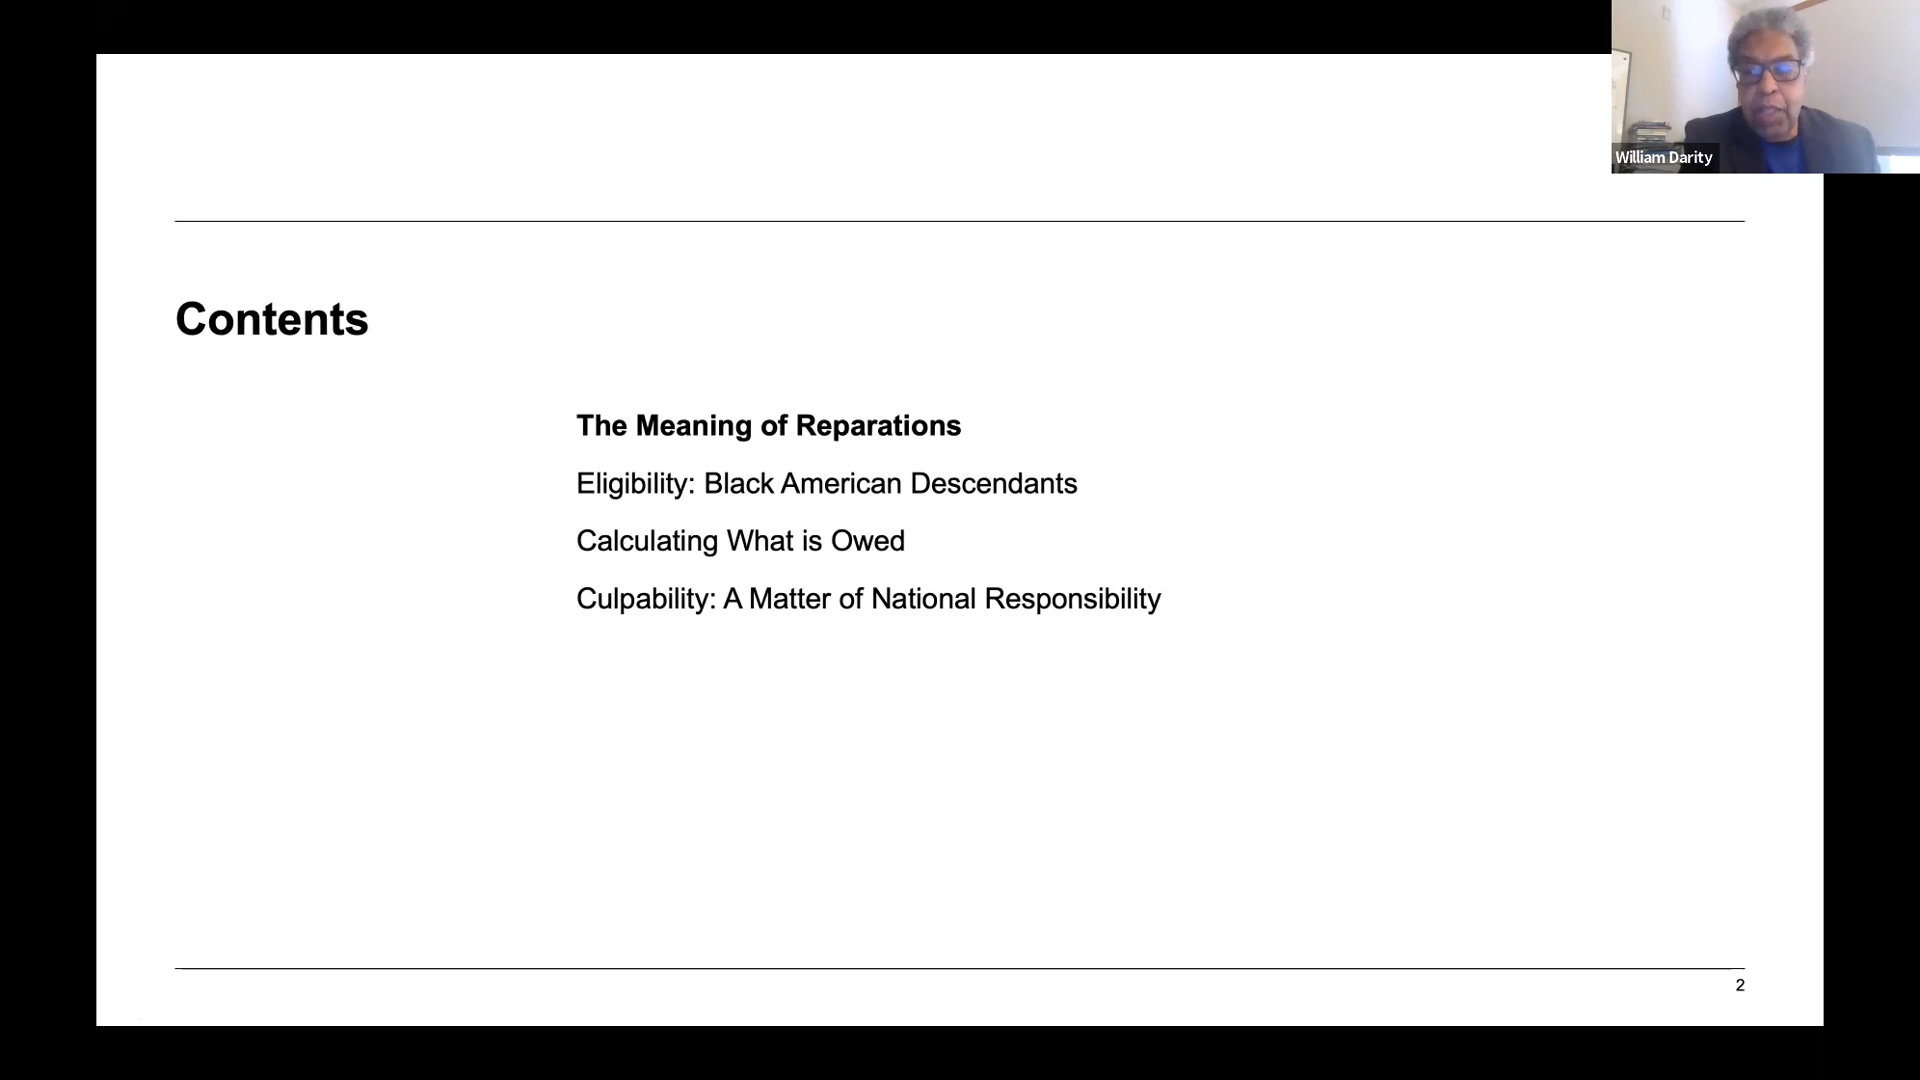 William Darity
Contents
The Meaning of Reparations
Eligibility: Black American Descendants
Calculating What is Owed
Culpability: A Matter of National Responsibility
2